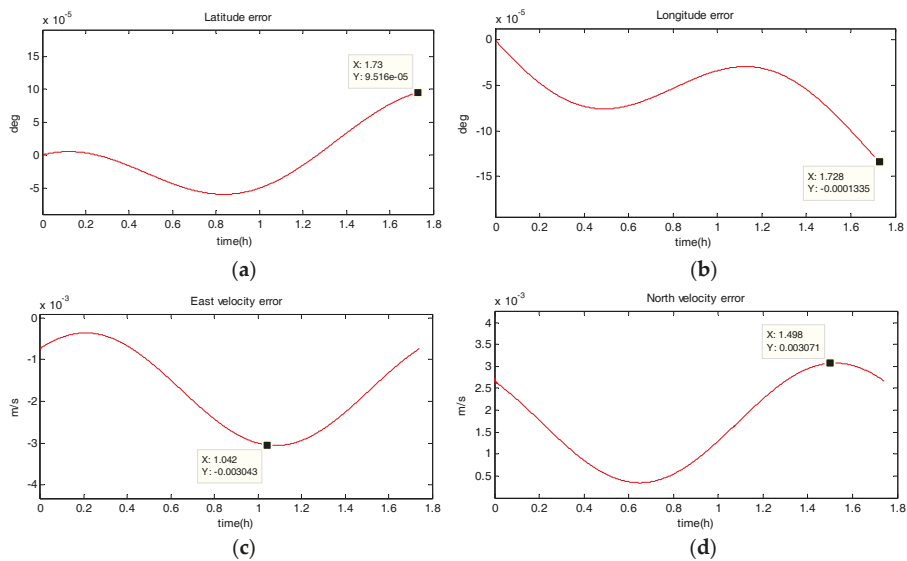 Latitude error
x 10⁻⁵
15
10
5
0
-5
deg
X: 1.73
Y: 9.516e-05
0 0.2 0.4 0.6 0.8 1 1.2 1.4 1.6 1.8
time(h)
(a)
Longitude error
x 10⁻⁵
0
-5
-10
-15
deg
X: 1.728
Y: -0.0001335
0 0.2 0.4 0.6 0.8 1 1.2 1.4 1.6 1.8
time(h)
(b)
East velocity error
x 10⁻³
0
-1
-2
-3
-4
m/s
X: 1.042
Y: -0.003043
0 0.2 0.4 0.6 0.8 1 1.2 1.4 1.6 1.8
time(h)
(c)
North velocity error
x 10⁻³
4
3.5
3
2.5
2
1.5
1
0.5
m/s
X: 1.498
Y: 0.003071
0 0.2 0.4 0.6 0.8 1 1.2 1.4 1.6 1.8
time(h)
(d)